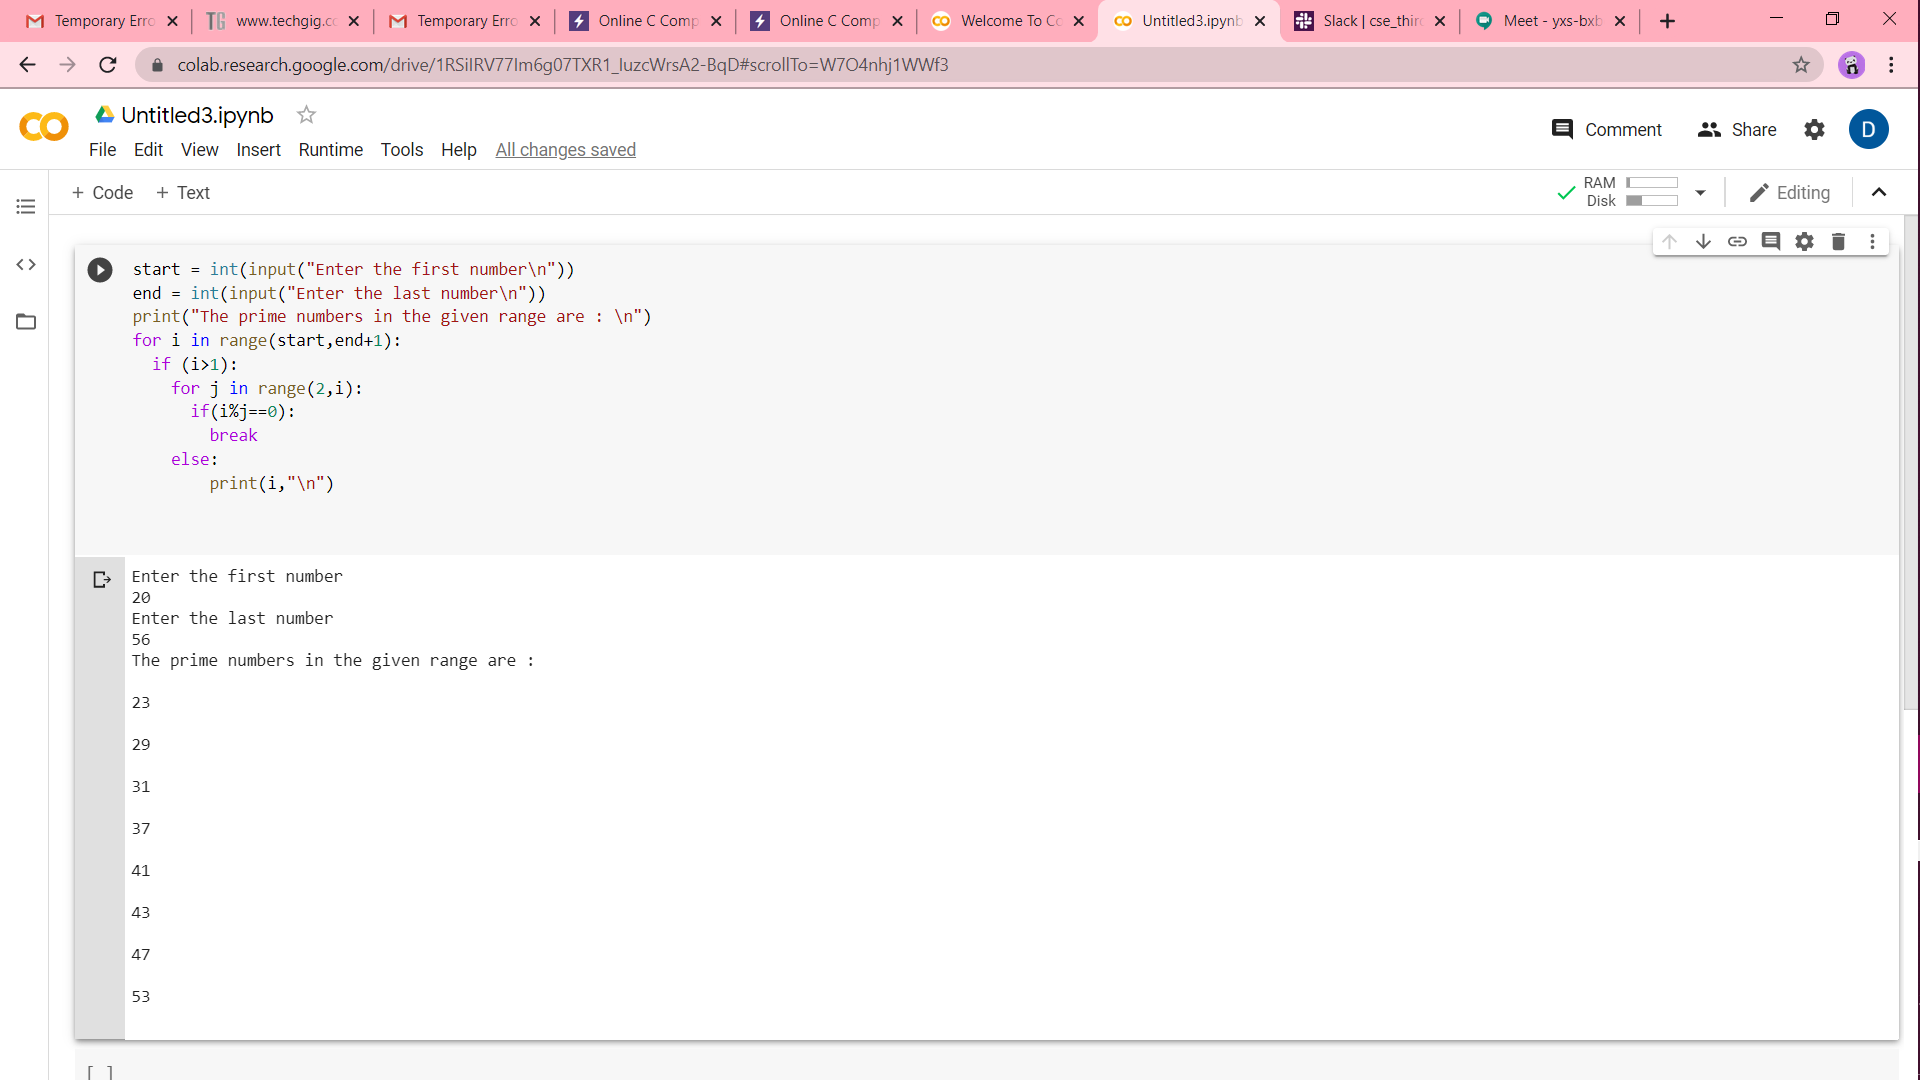 Temporary Erro www.techgig.cc Temporary Erro Online C Comp Online C Comp Welcome To Co Untitled3.ipynb Slack | cse_third Meet - yxs-bxb
colab.research.google.com/drive/1RSiIRV77Im6g07TXR1_IuzcWrsA2-BqD#scrollTo=W7O4nhj1WWf3
Untitled3.ipynb
Comment Share D
File Edit View Insert Runtime Tools Help All changes saved
+ Code + Text RAM Disk Editing
start = int(input("Enter the first number\n"))
end = int(input("Enter the last number\n"))
print("The prime numbers in the given range are : \n")
for i in range(start,end+1):
  if (i>1):
    for j in range(2,i):
      if(i%j==0):
        break
    else:
        print(i,"\n")
Enter the first number
20
Enter the last number
56
The prime numbers in the given range are :
23
29
31
37
41
43
47
53
[ ]